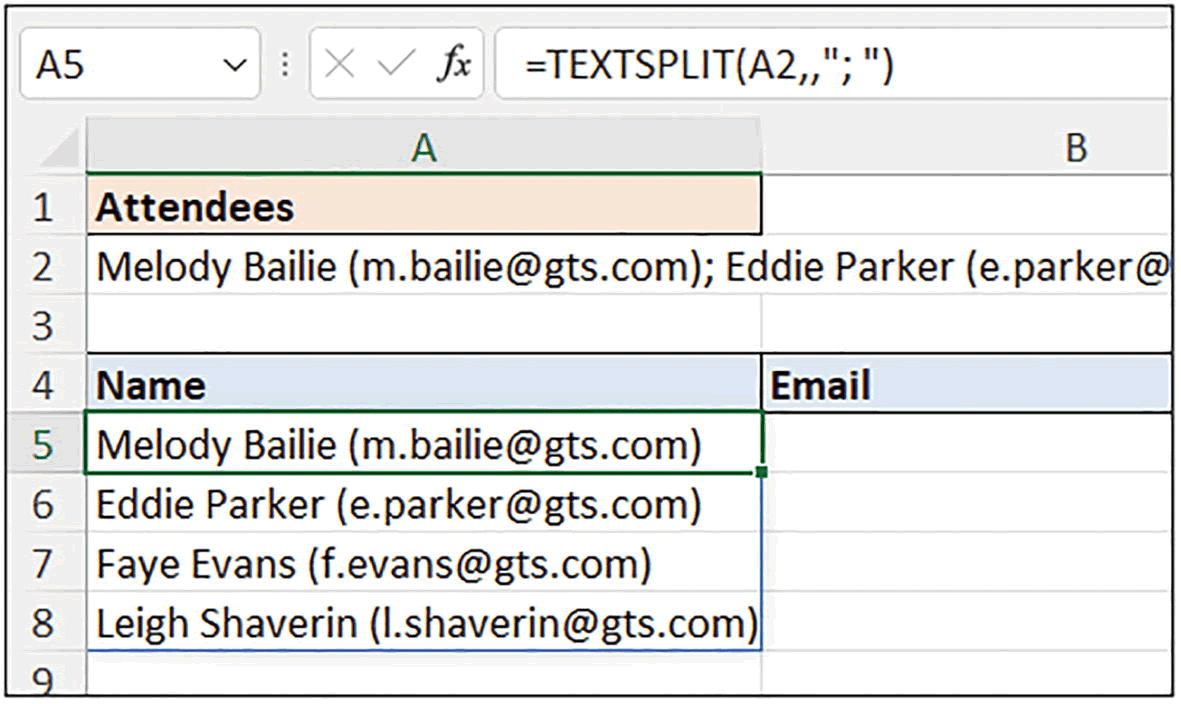 A5 fx =TEXTSPLIT(A2,,"; ")
A B
1 Attendees
2 Melody Bailie (m.bailie@gts.com); Eddie Parker (e.parker@
3
4 Name Email
5 Melody Bailie (m.bailie@gts.com)
6 Eddie Parker (e.parker@gts.com)
7 Faye Evans (f.evans@gts.com)
8 Leigh Shaverin (l.shaverin@gts.com)
9